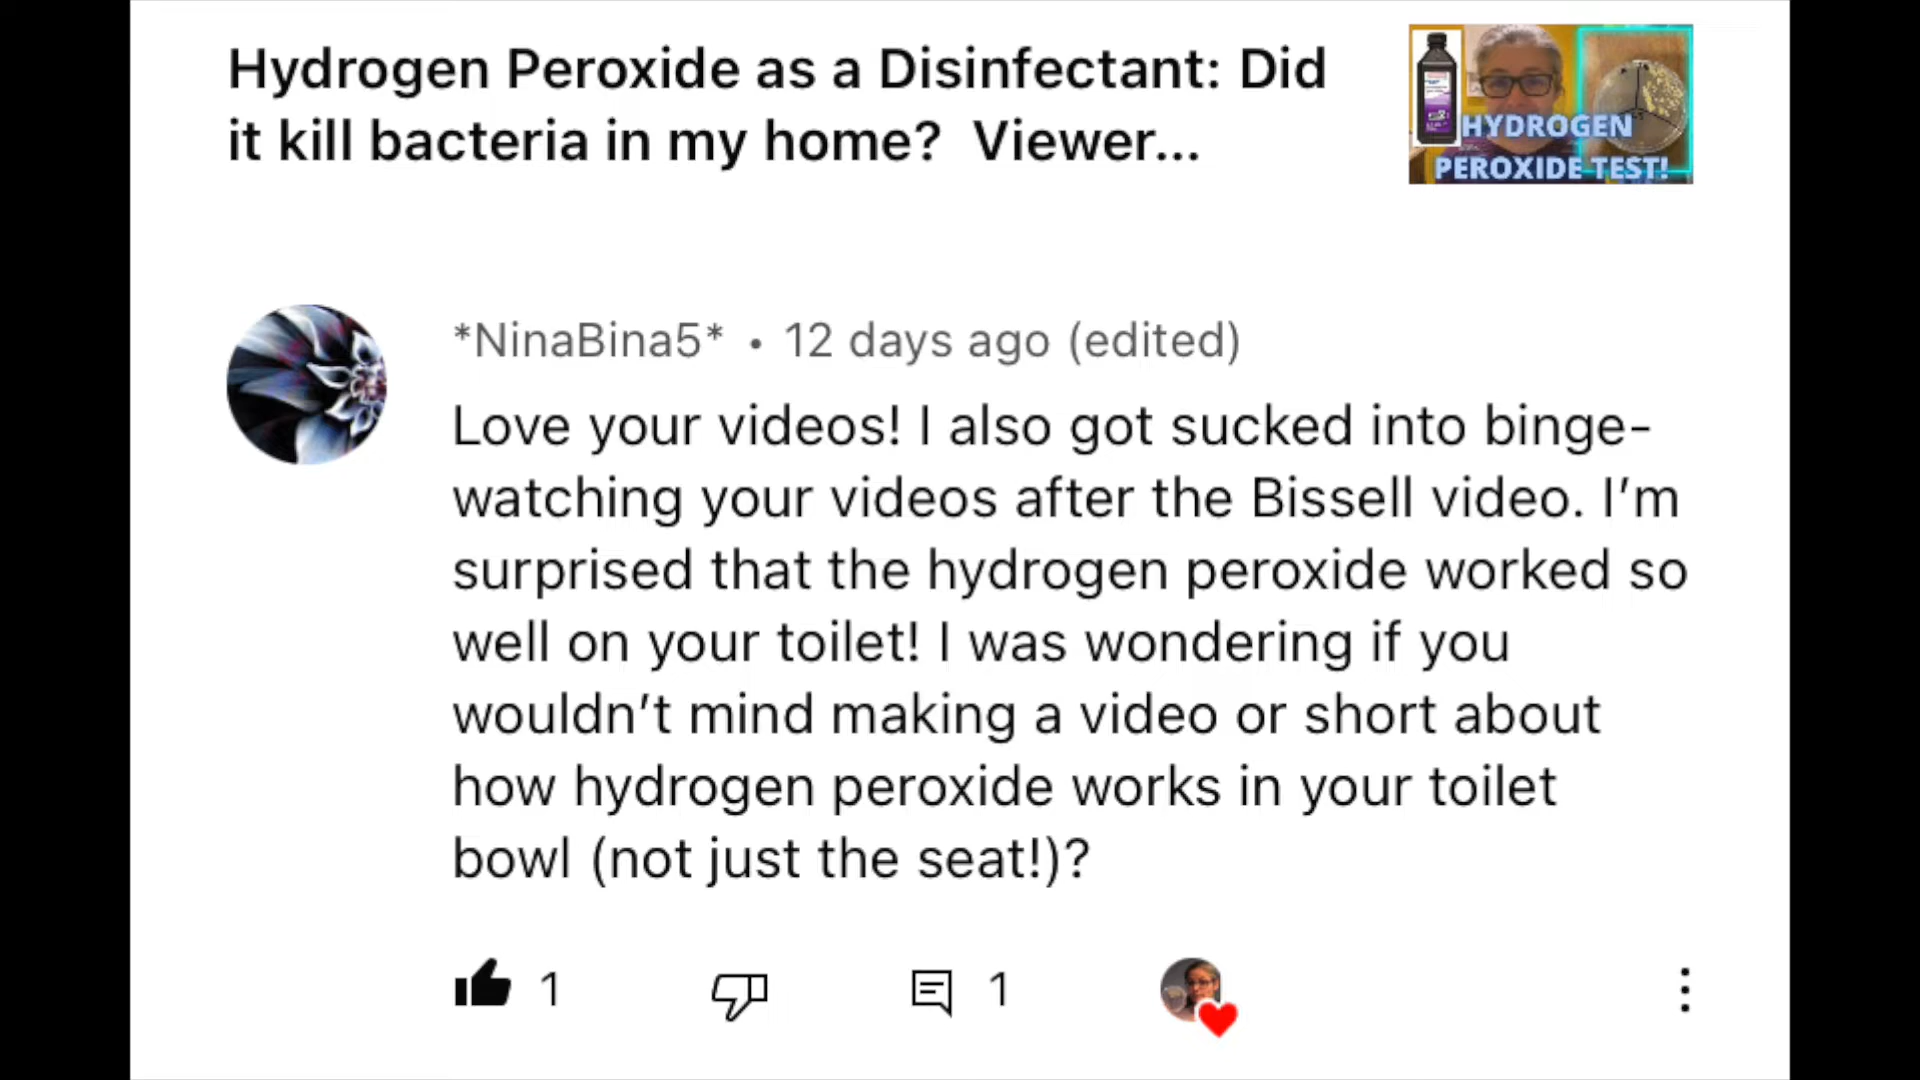 Hydrogen Peroxide as a Disinfectant: Did
it kill bacteria in my home? Viewer...
HYDROGEN
PEROXIDE TEST!
*NinaBina5* • 12 days ago (edited)
Love your videos! I also got sucked into binge-
watching your videos after the Bissell video. I’m
surprised that the hydrogen peroxide worked so
well on your toilet! I was wondering if you
wouldn’t mind making a video or short about
how hydrogen peroxide works in your toilet
bowl (not just the seat!)?
1
1